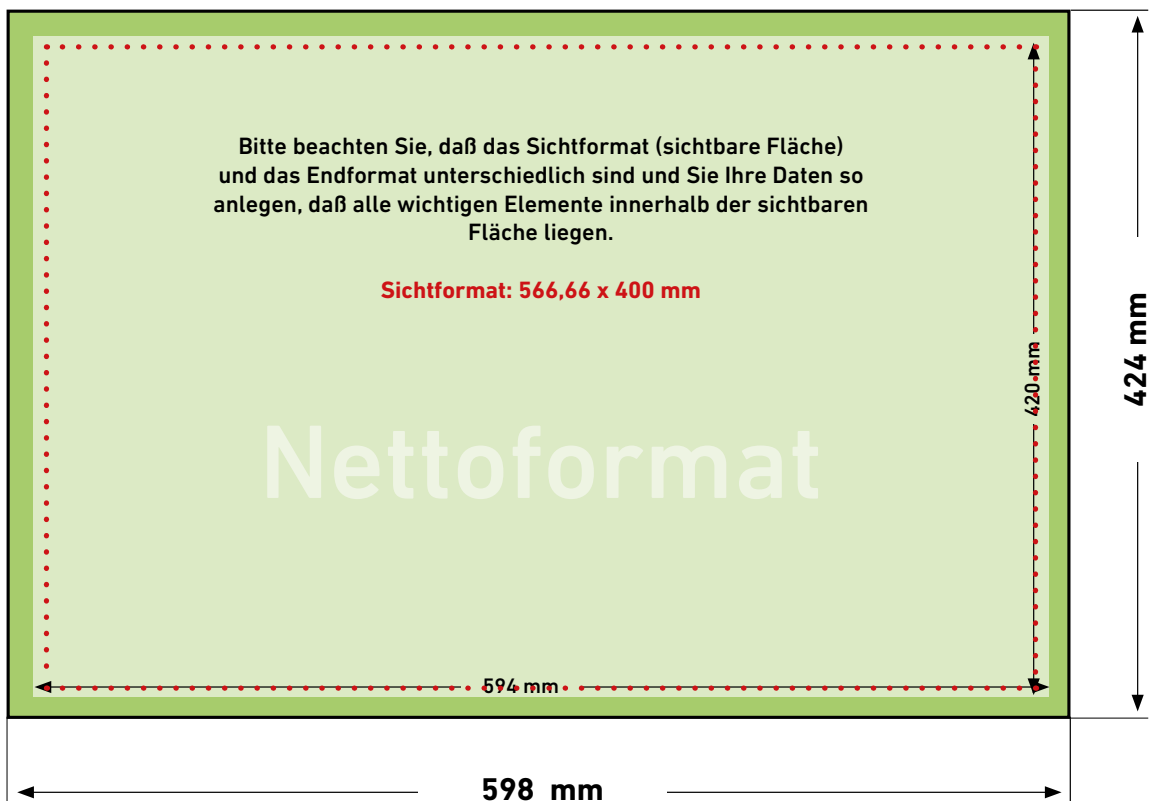 Bitte beachten Sie, daß das Sichtformat (sichtbare Fläche)
und das Endformat unterschiedlich sind und Sie Ihre Daten so
anlegen, daß alle wichtigen Elemente innerhalb der sichtbaren
Fläche liegen.
Sichtformat: 566,66 x 400 mm
420 mm
424 mm
Nettoformat
594 mm
598 mm